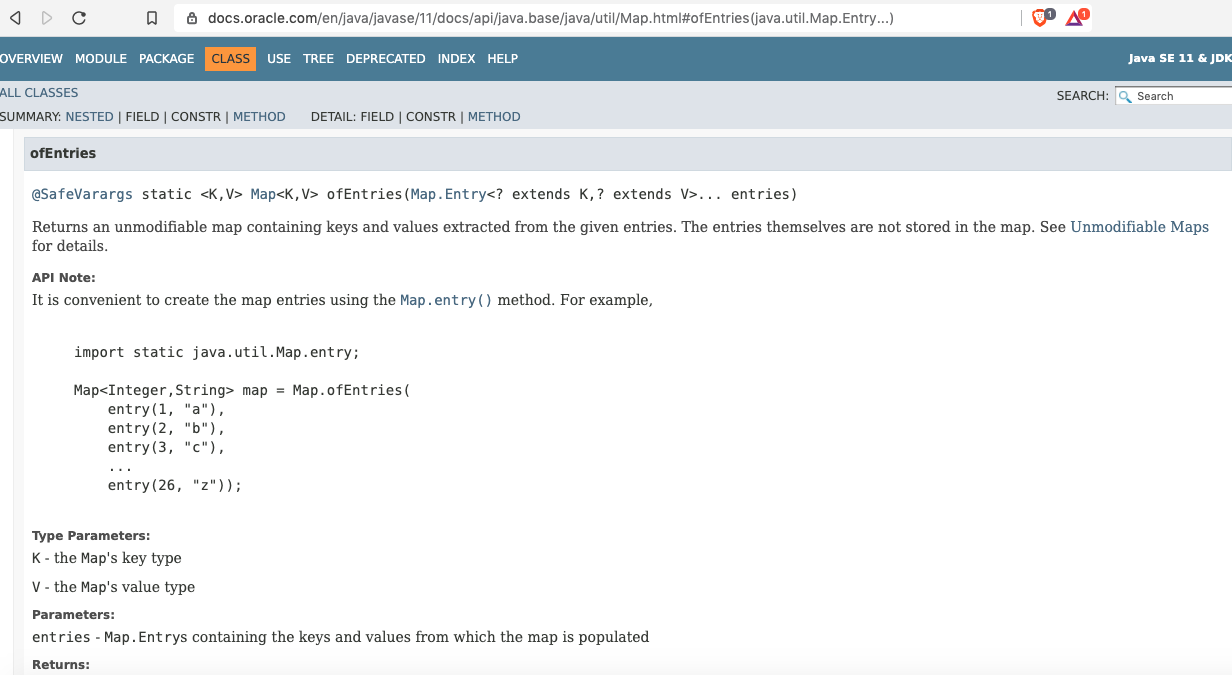 docs.oracle.com/en/java/javase/11/docs/api/java.base/java/util/Map.html#ofEntries(java.util.Map.Entry...)
1
1
OVERVIEW MODULE PACKAGE CLASS USE TREE DEPRECATED INDEX HELP
Java SE 11 & JDK
ALL CLASSES
SEARCH: Search
SUMMARY: NESTED | FIELD | CONSTR | METHOD DETAIL: FIELD | CONSTR | METHOD
ofEntries
@SafeVarargs static <K,V> Map<K,V> ofEntries(Map.Entry<? extends K,? extends V>... entries)
Returns an unmodifiable map containing keys and values extracted from the given entries. The entries themselves are not stored in the map. See Unmodifiable Maps
for details.
API Note:
It is convenient to create the map entries using the Map.entry() method. For example,
import static java.util.Map.entry;
Map<Integer,String> map = Map.ofEntries(
entry(1, "a"),
entry(2, "b"),
entry(3, "c"),
...
entry(26, "z"));
Type Parameters:
K - the Map's key type
V - the Map's value type
Parameters:
entries - Map.Entrys containing the keys and values from which the map is populated
Returns: